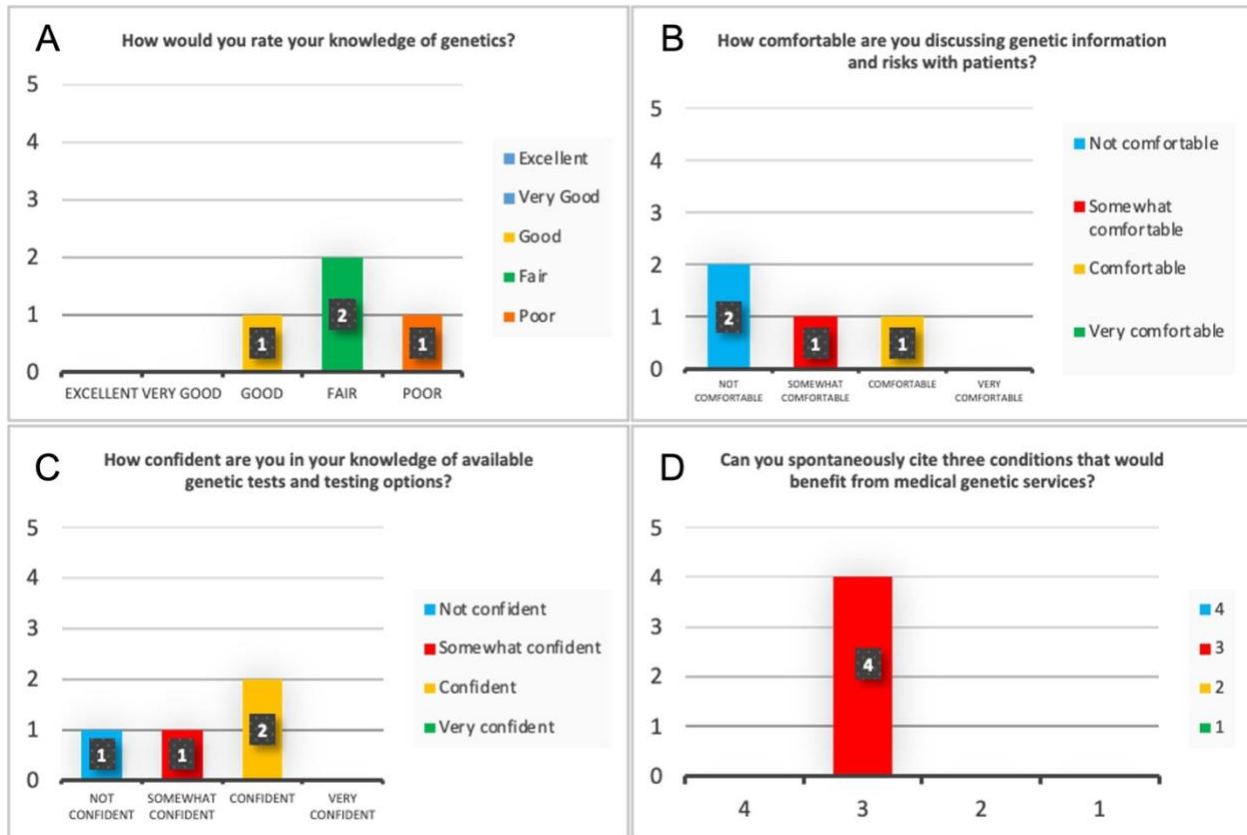 A
How would you rate your knowledge of genetics?
5
4
3
2
1
0
2
1
1
EXCELLENT VERY GOOD GOOD FAIR POOR
Excellent
Very Good
Good
Fair
Poor
B
How comfortable are you discussing genetic information
and risks with patients?
5
4
3
2
1
0
2
1
1
NOT
COMFORTABLE
SOMEWHAT
COMFORTABLE
COMFORTABLE
VERY
COMFORTABLE
Not comfortable
Somewhat
comfortable
Comfortable
Very comfortable
C
How confident are you in your knowledge of available
genetic tests and testing options?
5
4
3
2
1
0
1
1
2
NOT
CONFIDENT
SOMEWHAT
CONFIDENT
CONFIDENT
VERY
CONFIDENT
Not confident
Somewhat confident
Confident
Very confident
D
Can you spontaneously cite three conditions that would
benefit from medical genetic services?
5
4
3
2
1
0
4
4 3 2 1
4
3
2
1